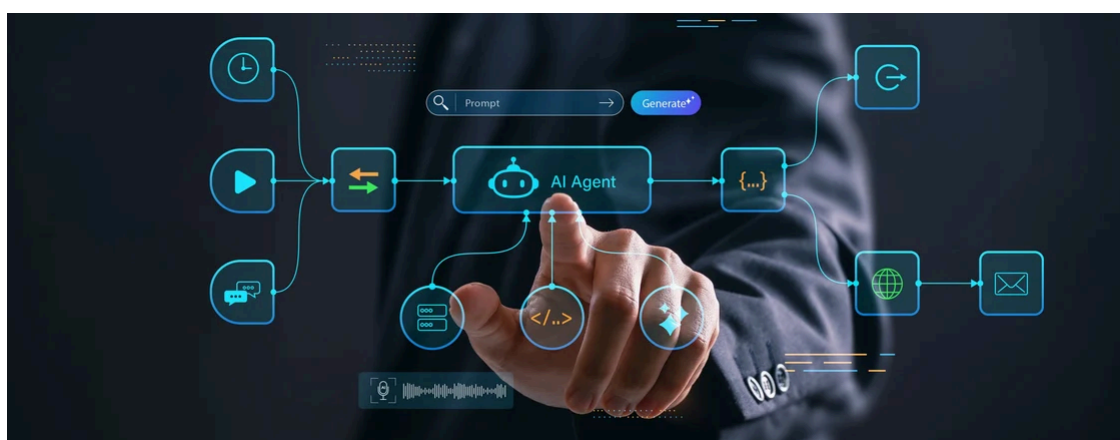 Prompt
Generate
AI Agent
{...}
</..>